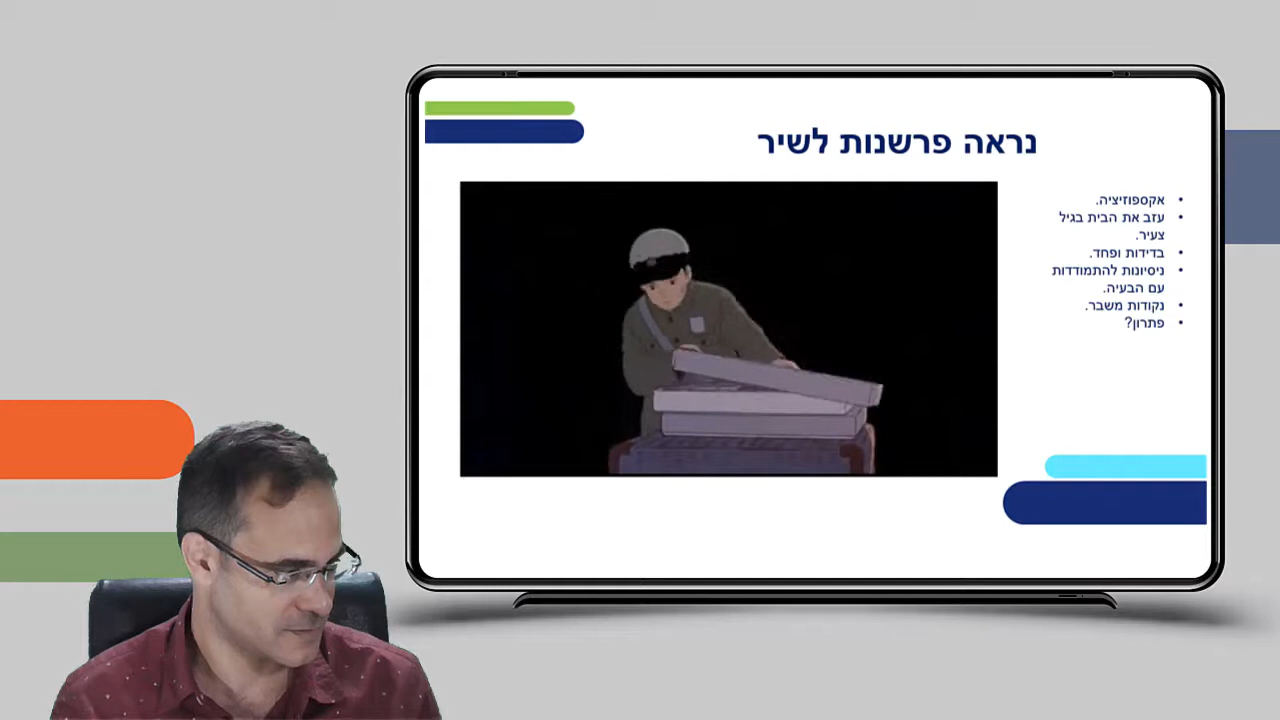 נראה פרשנות לשיר
• אקספוזיציה.
• עזב את הבית בגיל
צעיר.
• בדידות ופחד.
• ניסיונות להתמודדות
עם הבעיה.
• נקודות משבר.
• פתרון?